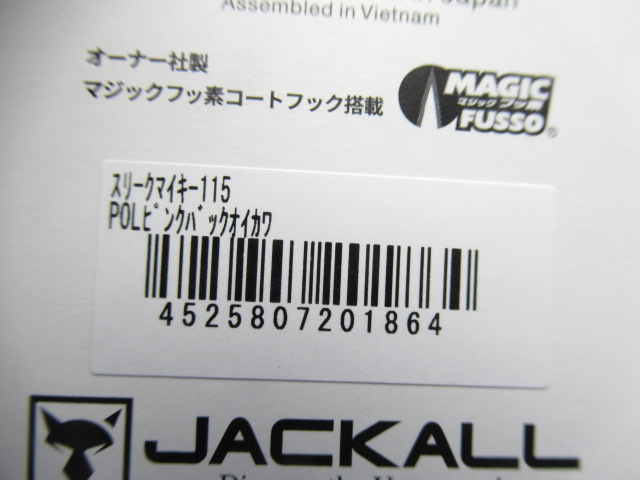 Assembled in Vietnam
オーナー社製
マジックフッ素コートフック搭載
MAGIC
マジック フッ素
FUSSO®
ｽﾘｰｸﾏｲｷｰ115
POLﾋﾟﾝｸﾊﾞｯｸｵｲｶﾜ
4525807201864
JACKALL